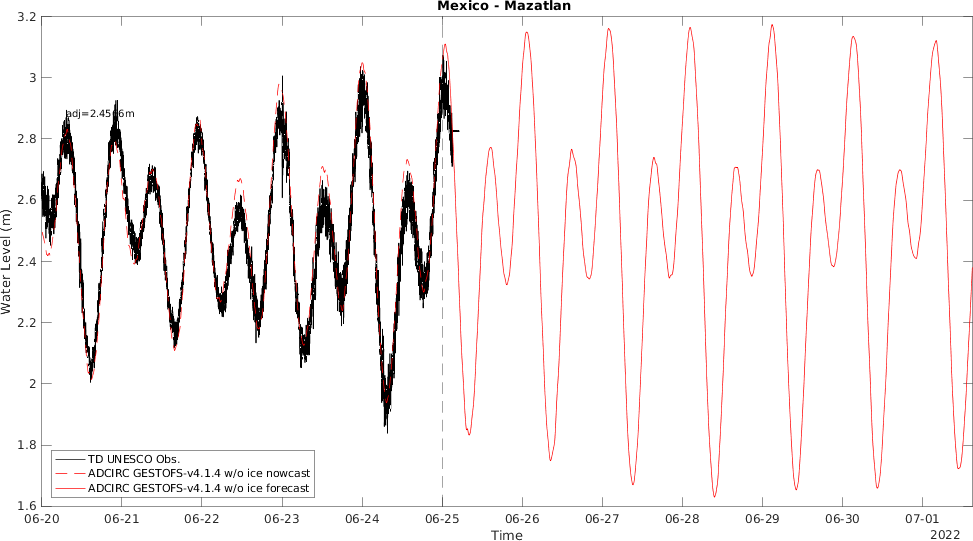 Mexico - Mazatlan
3.2
3
2.8
2.6
2.4
2.2
2
1.8
1.6
Water Level (m)
TD UNESCO Obs.
ADCIRC GESTOFS-v4.1.4 w/o ice nowcast
ADCIRC GESTOFS-v4.1.4 w/o ice forecast
06-20 06-21 06-22 06-23 06-24 06-25 06-26 06-27 06-28 06-29 06-30 07-01
Time
2022